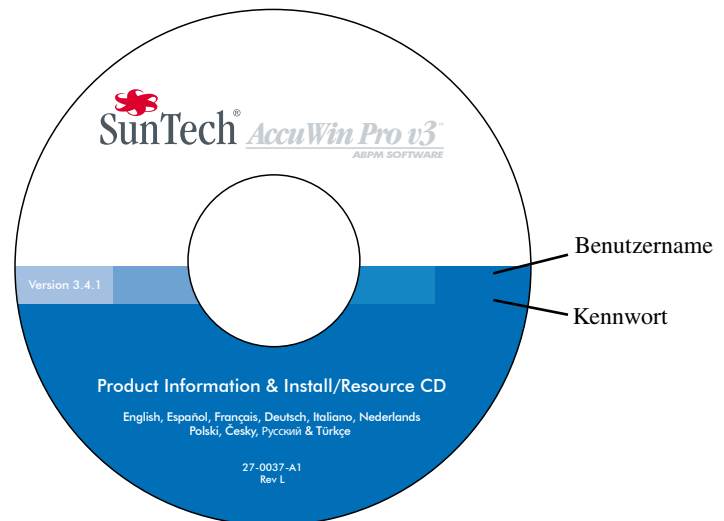 SunTech® AccuWin Pro v3™
ABPM SOFTWARE
Benutzername
Version 3.4.1
Kennwort
Product Information & Install/Resource CD
English, Español, Français, Deutsch, Italiano, Nederlands
Polski, Česky, Русский & Türkçe
27-0037-A1
Rev L